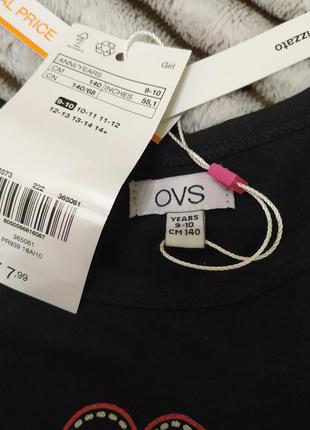 AL PRICE
izzato
Girl
ANNI/YEARS 9-10
CM 140 INCHES 55,1
CN 140/68
9-10 10-11 11-12
12-13 13-14 14+
222 365061
365061
PR939 18AI10
7,99
OVS
YEARS
9-10
CM 140